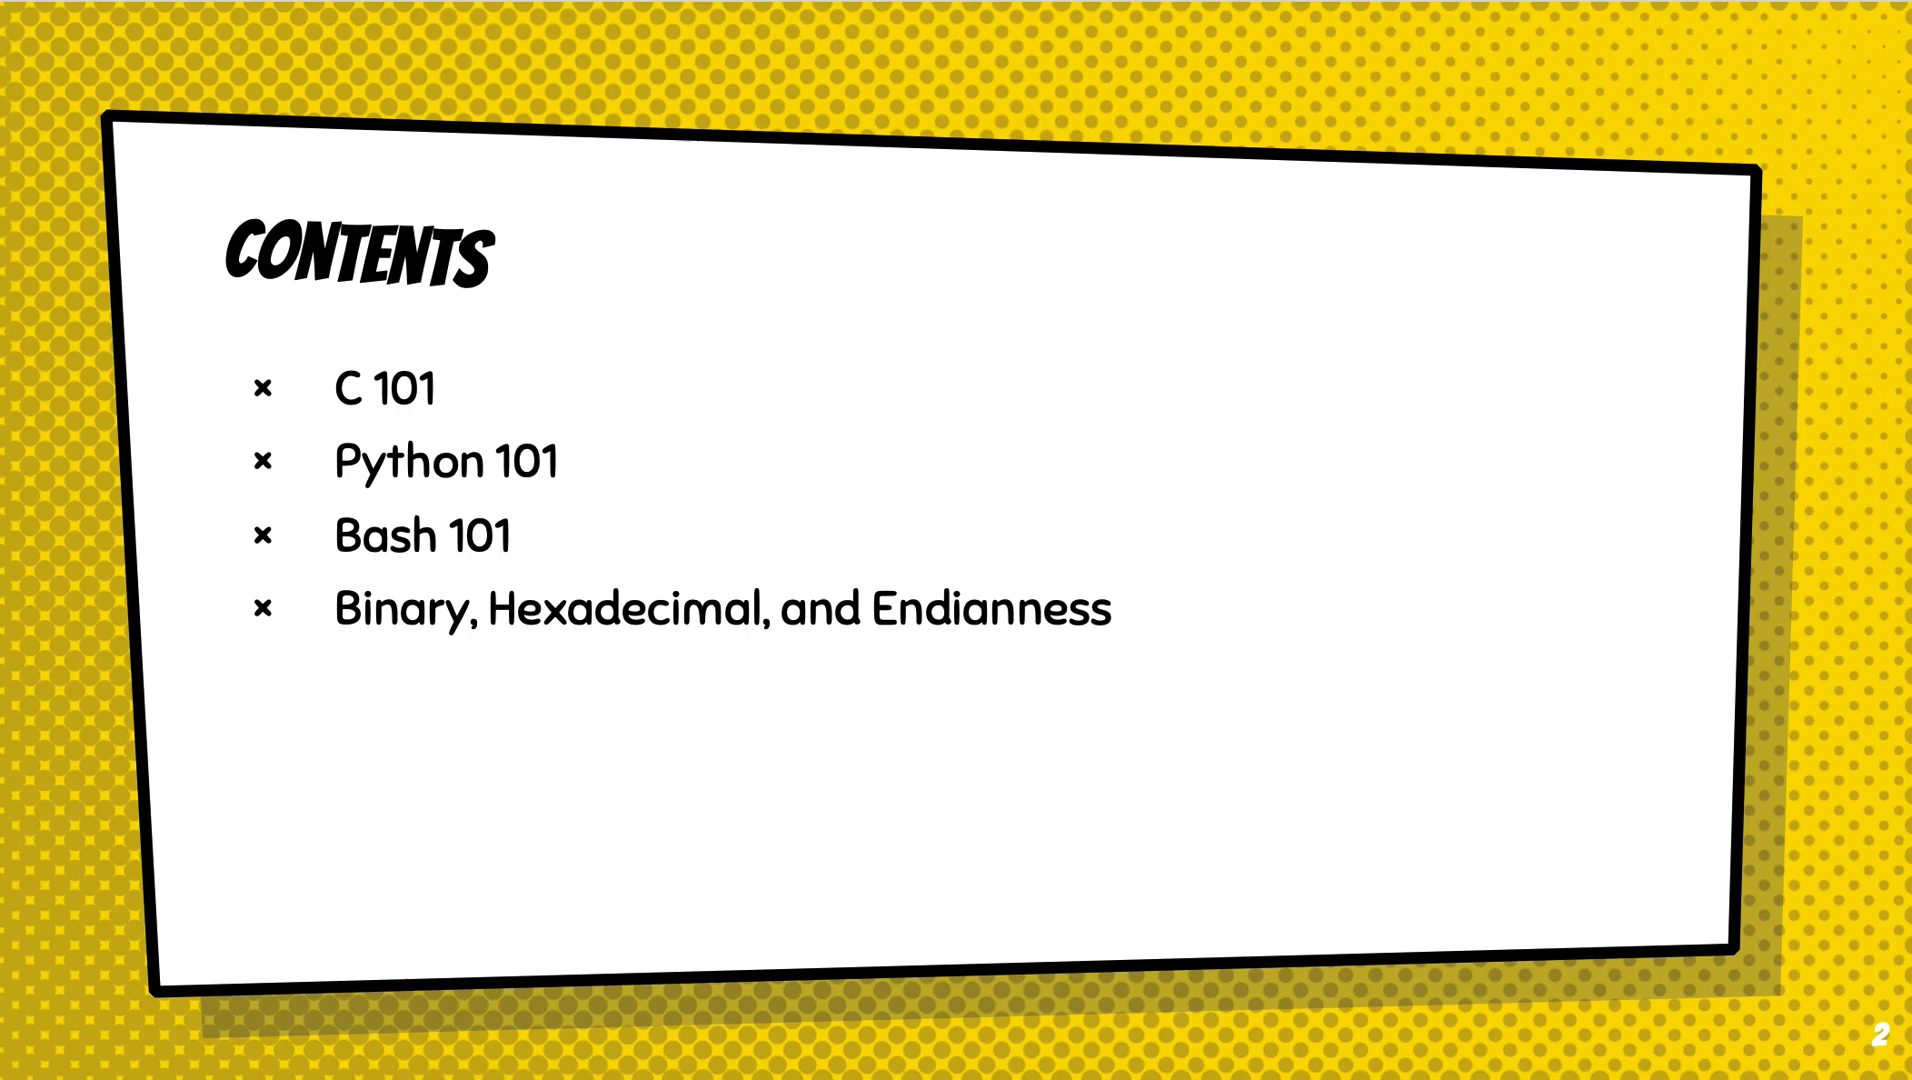 CONTENTS
× C 101
× Python 101
× Bash 101
× Binary, Hexadecimal, and Endianness
2